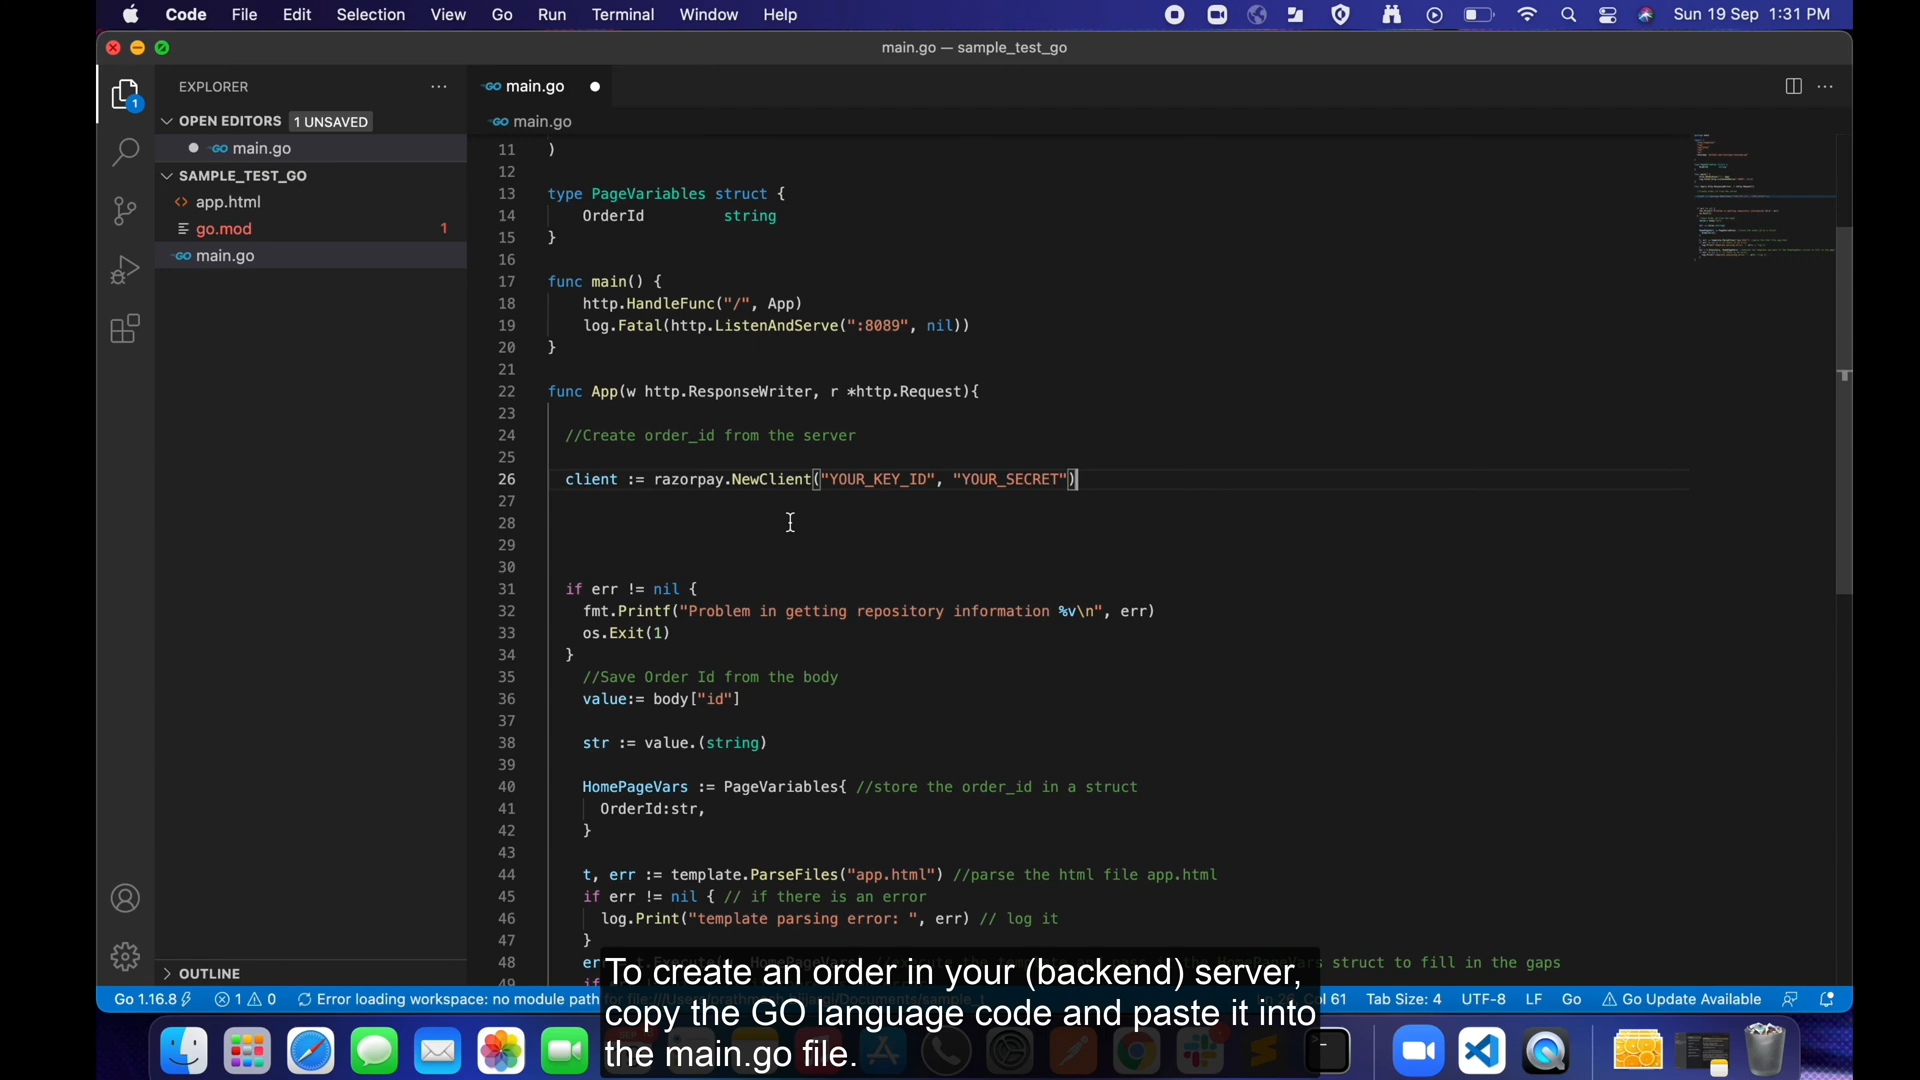 Code File Edit Selection View Go Run Terminal Window Help Sun 19 Sep 1:31 PM
main.go — sample_test_go
EXPLORER
main.go
1
OPEN EDITORS 1 UNSAVED
main.go
main.go
SAMPLE_TEST_GO
app.html
go.mod 1
main.go
11 )
12
13 type PageVariables struct {
14 OrderId string
15 }
16
17 func main() {
18 http.HandleFunc("/", App)
19 log.Fatal(http.ListenAndServe(":8089", nil))
20 }
21
22 func App(w http.ResponseWriter, r *http.Request){
23
24 //Create order_id from the server
25
26 client := razorpay.NewClient("YOUR_KEY_ID", "YOUR_SECRET")
27
28
29
30
31 if err != nil {
32 fmt.Printf("Problem in getting repository information %v\n", err)
33 os.Exit(1)
34 }
35 //Save Order Id from the body
36 value:= body["id"]
37
38 str := value.(string)
39
40 HomePageVars := PageVariables{ //store the order_id in a struct
41 OrderId:str,
42 }
43
44 t, err := template.ParseFiles("app.html") //parse the html file app.html
45 if err != nil { // if there is an error
46 log.Print("template parsing error: ", err) // log it
47 }
48 struct to fill in the gaps
OUTLINE
Go 1.16.8 1 0 Error loading workspace: no module path Col 61 Tab Size: 4 UTF-8 LF Go Go Update Available
To create an order in your (backend) server,
copy the GO language code and paste it into
the main.go file.